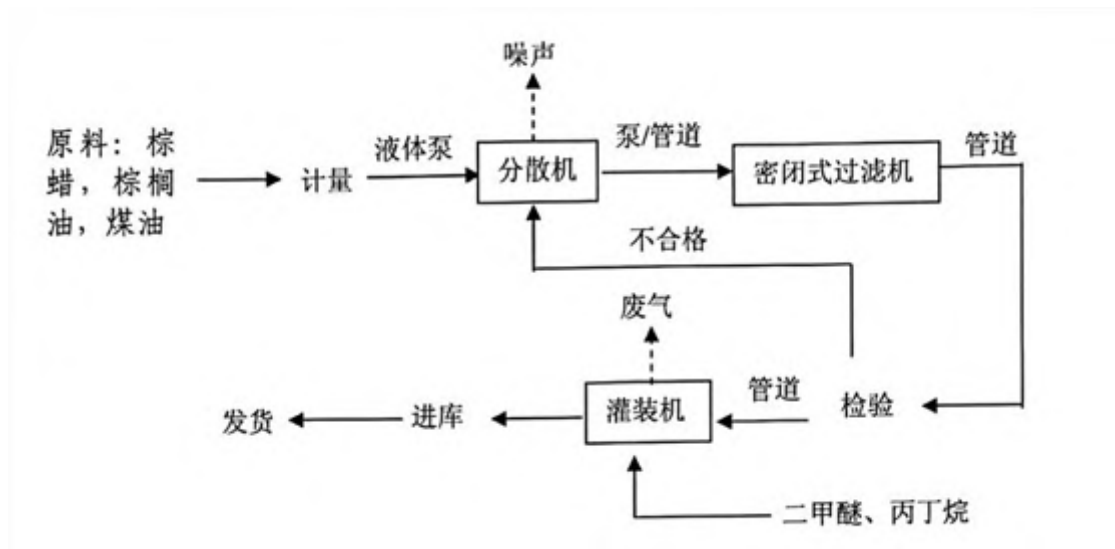 噪声
原料：棕
蜡，棕榈
油，煤油
计量
液体泵
分散机
泵/管道
密闭式过滤机
管道
不合格
废气
发货
进库
灌装机
管道
检验
二甲醚、丙丁烷